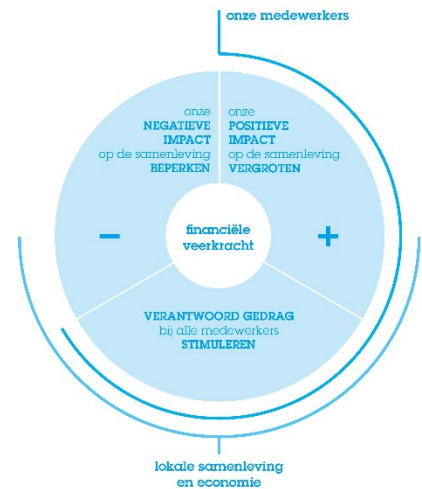 onze medewerkers
onze
NEGATIEVE
IMPACT
op de samenleving
BEPERKEN
onze
POSITIEVE
IMPACT
op de samenleving
VERGROTEN
–
financiële
veerkracht
+
VERANTWOORD GEDRAG
bij alle medewerkers
STIMULEREN
lokale samenleving
en economie